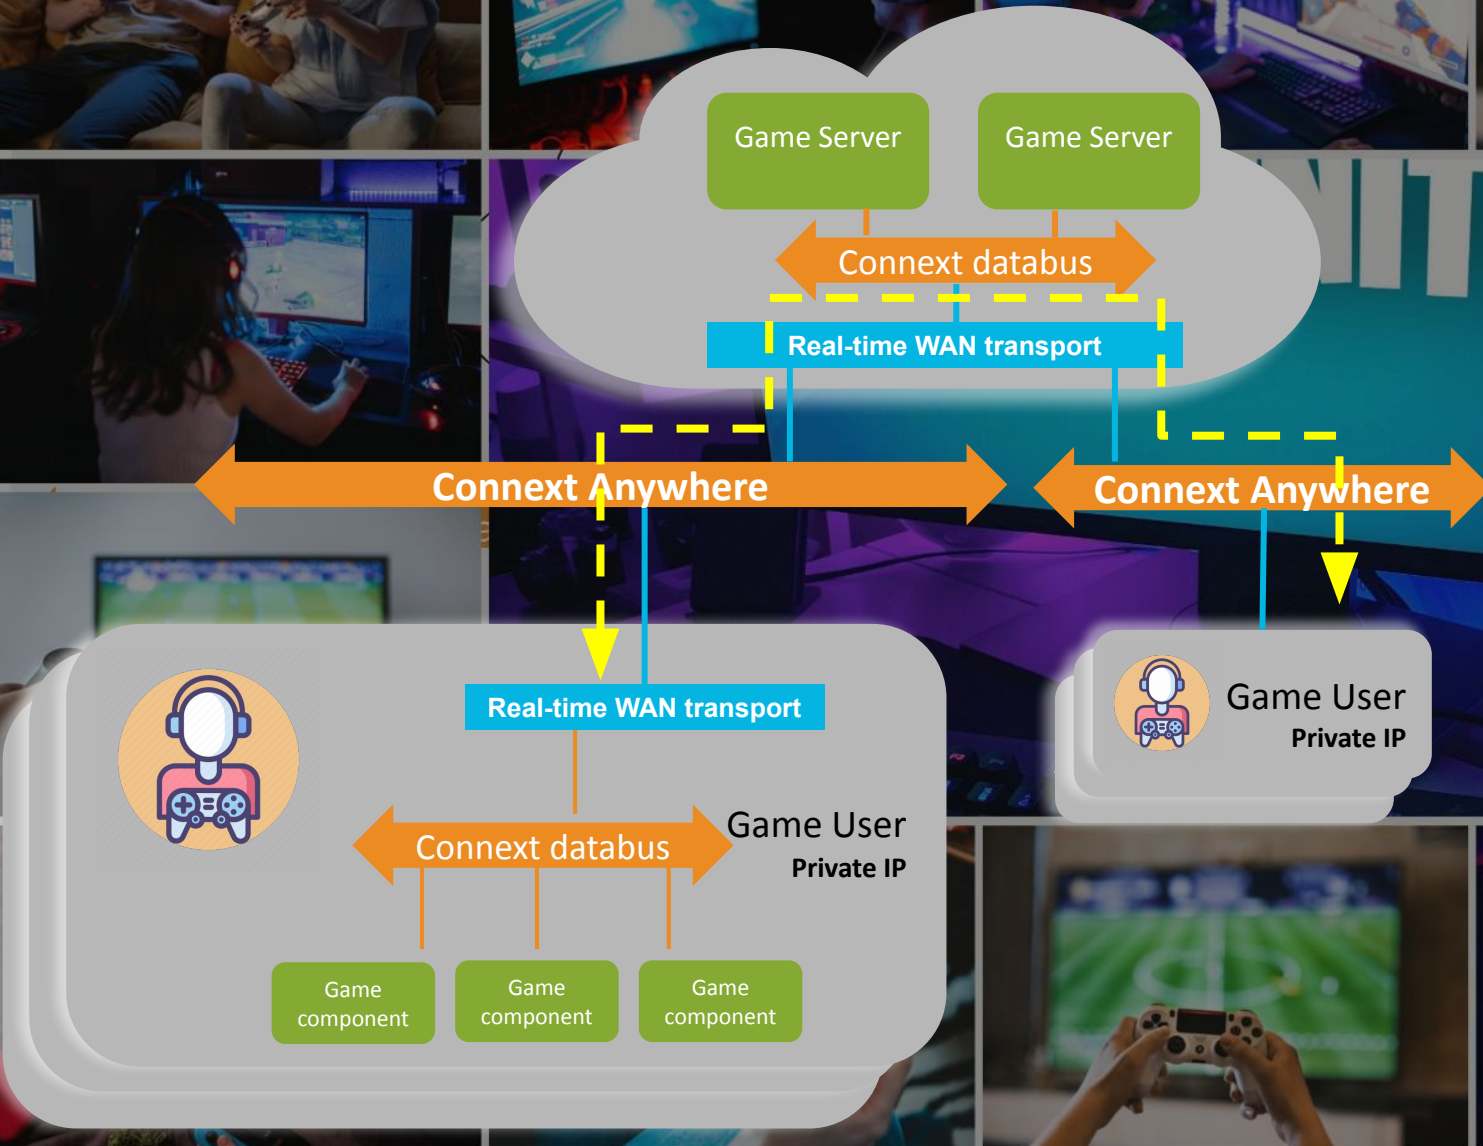 Game Server
Game Server
Connext databus
Real-time WAN transport
Connext Anywhere
Connext Anywhere
Real-time WAN transport
Game User
Private IP
Connext databus
Game User
Private IP
Game
component
Game
component
Game
component